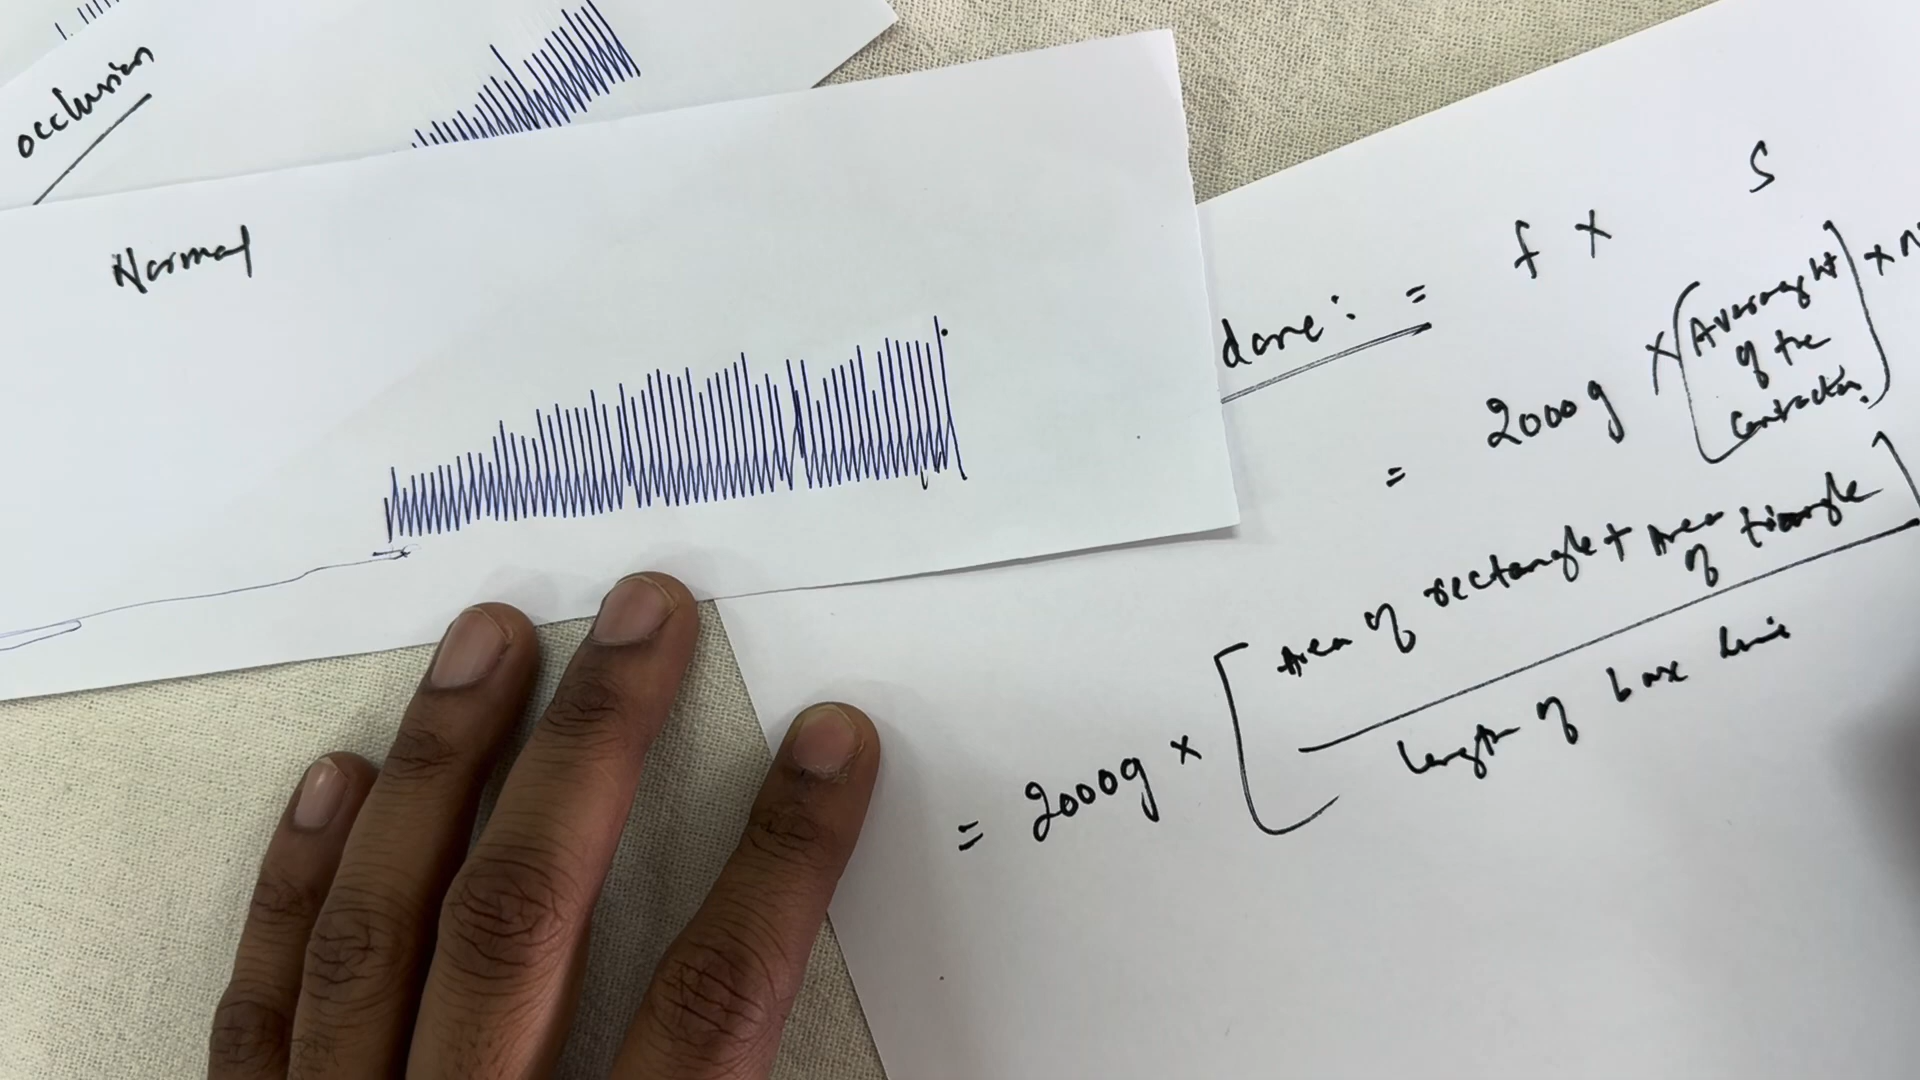 occlusion
Normal
done: = f x S
= 2000g x (Average ht
of the
contraction.) x
= 2000g x [Area of rectangle + Area
of triangle]
length of base line